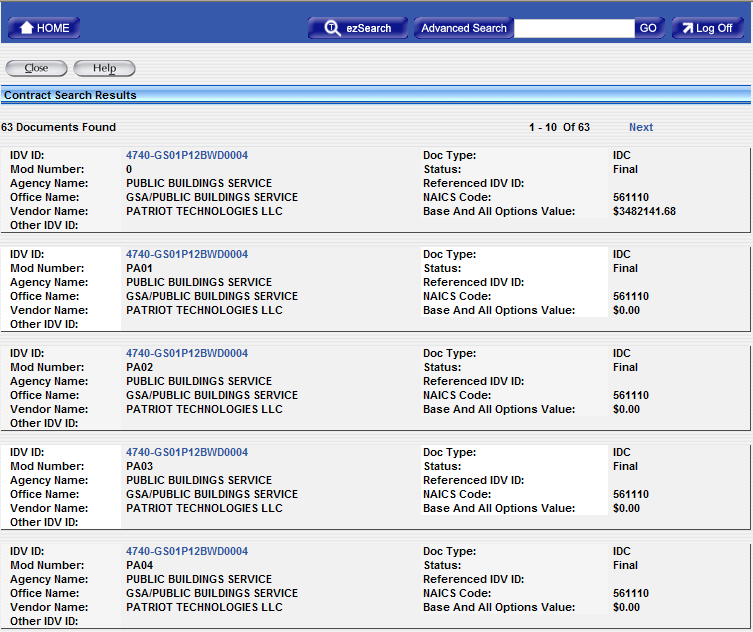 HOME ezSearch Advanced Search GO Log Off
Close Help
Contract Search Results
63 Documents Found 1 - 10 Of 63 Next
IDV ID: 4740-GS01P12BWD0004 Doc Type: IDC
Mod Number: 0 Status: Final
Agency Name: PUBLIC BUILDINGS SERVICE Referenced IDV ID:
Office Name: GSA/PUBLIC BUILDINGS SERVICE NAICS Code: 561110
Vendor Name: PATRIOT TECHNOLOGIES LLC Base And All Options Value: $3482141.68
Other IDV ID:
IDV ID: 4740-GS01P12BWD0004 Doc Type: IDC
Mod Number: PA01 Status: Final
Agency Name: PUBLIC BUILDINGS SERVICE Referenced IDV ID:
Office Name: GSA/PUBLIC BUILDINGS SERVICE NAICS Code: 561110
Vendor Name: PATRIOT TECHNOLOGIES LLC Base And All Options Value: $0.00
Other IDV ID:
IDV ID: 4740-GS01P12BWD0004 Doc Type: IDC
Mod Number: PA02 Status: Final
Agency Name: PUBLIC BUILDINGS SERVICE Referenced IDV ID:
Office Name: GSA/PUBLIC BUILDINGS SERVICE NAICS Code: 561110
Vendor Name: PATRIOT TECHNOLOGIES LLC Base And All Options Value: $0.00
Other IDV ID:
IDV ID: 4740-GS01P12BWD0004 Doc Type: IDC
Mod Number: PA03 Status: Final
Agency Name: PUBLIC BUILDINGS SERVICE Referenced IDV ID:
Office Name: GSA/PUBLIC BUILDINGS SERVICE NAICS Code: 561110
Vendor Name: PATRIOT TECHNOLOGIES LLC Base And All Options Value: $0.00
Other IDV ID:
IDV ID: 4740-GS01P12BWD0004 Doc Type: IDC
Mod Number: PA04 Status: Final
Agency Name: PUBLIC BUILDINGS SERVICE Referenced IDV ID:
Office Name: GSA/PUBLIC BUILDINGS SERVICE NAICS Code: 561110
Vendor Name: PATRIOT TECHNOLOGIES LLC Base And All Options Value: $0.00
Other IDV ID: